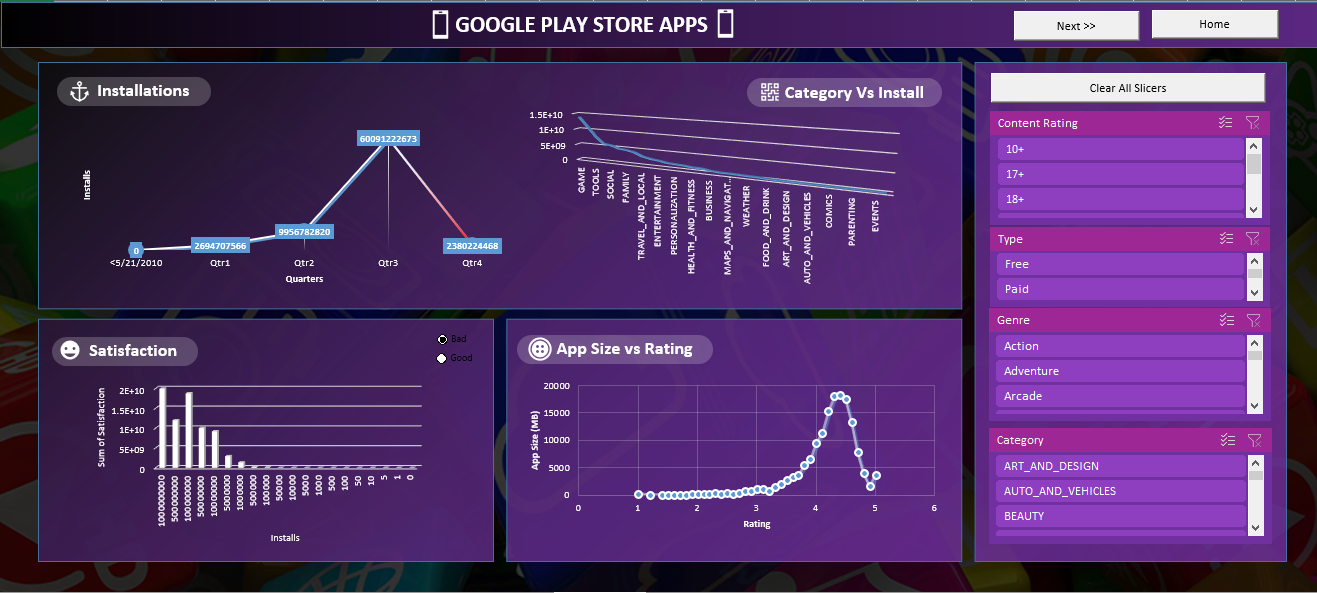 GOOGLE PLAY STORE APPS
Next >>
Home
Installations
Installs
60091222673
9956782820
2694707566
2380224468
0
<5/21/2010
Qtr1
Qtr2
Qtr3
Qtr4
Quarters
Category Vs Install
1.5E+10
1E+10
5E+09
0
GAME
TOOLS
SOCIAL
FAMILY
TRAVEL_AND_LOCAL
ENTERTAINMENT
PERSONALIZATION
HEALTH_AND_FITNESS
BUSINESS
MAPS_AND_NAVIGAT...
WEATHER
FOOD_AND_DRINK
ART_AND_DESIGN
AUTO_AND_VEHICLES
COMICS
PARENTING
EVENTS
Satisfaction
Bad
Good
Sum of Satisfaction
2E+10
1.5E+10
1E+10
5E+09
0
1000000000
500000000
100000000
50000000
10000000
5000000
1000000
500000
100000
50000
10000
5000
1000
500
100
50
10
5
1
0
Installs
App Size vs Rating
App Size (MB)
20000
15000
10000
5000
0
0
1
2
3
4
5
6
Rating
Clear All Slicers
Content Rating
10+
17+
18+
Type
Free
Paid
Genre
Action
Adventure
Arcade
Category
ART_AND_DESIGN
AUTO_AND_VEHICLES
BEAUTY